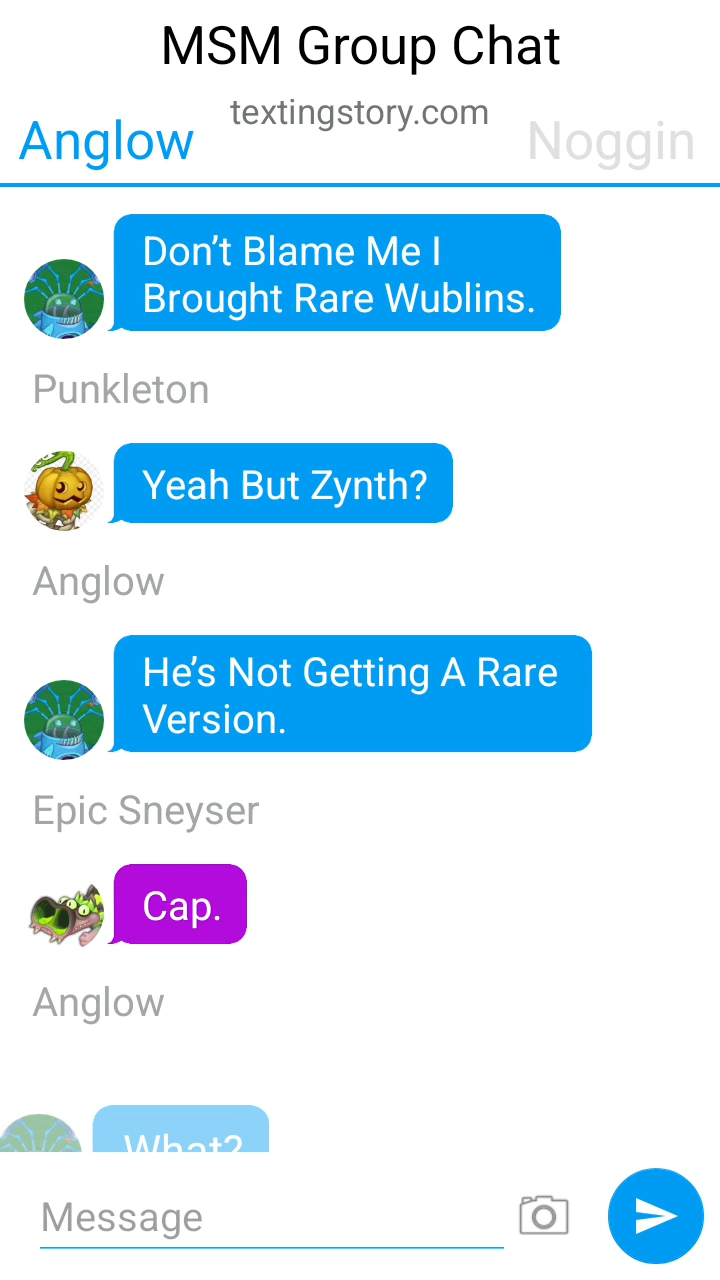 MSM Group Chat
textingstory.com
Anglow
Noggin
Don’t Blame Me I
Brought Rare Wublins.
Punkleton
Yeah But Zynth?
Anglow
He’s Not Getting A Rare
Version.
Epic Sneyser
Cap.
Anglow
What?
Message